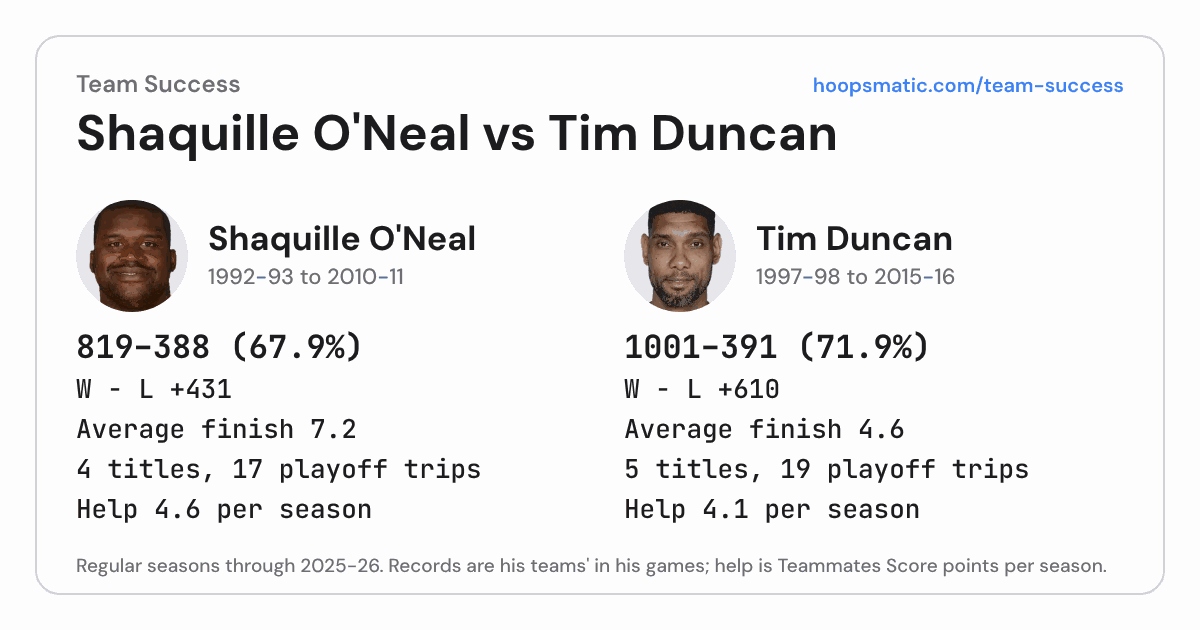 Team Success
hoopsmatic.com/team-success
Shaquille O'Neal vs Tim Duncan
Shaquille O'Neal
1992-93 to 2010-11
819-388 (67.9%)
W - L +431
Average finish 7.2
4 titles, 17 playoff trips
Help 4.6 per season
Tim Duncan
1997-98 to 2015-16
1001-391 (71.9%)
W - L +610
Average finish 4.6
5 titles, 19 playoff trips
Help 4.1 per season
Regular seasons through 2025-26. Records are his teams' in his games; help is Teammates Score points per season.